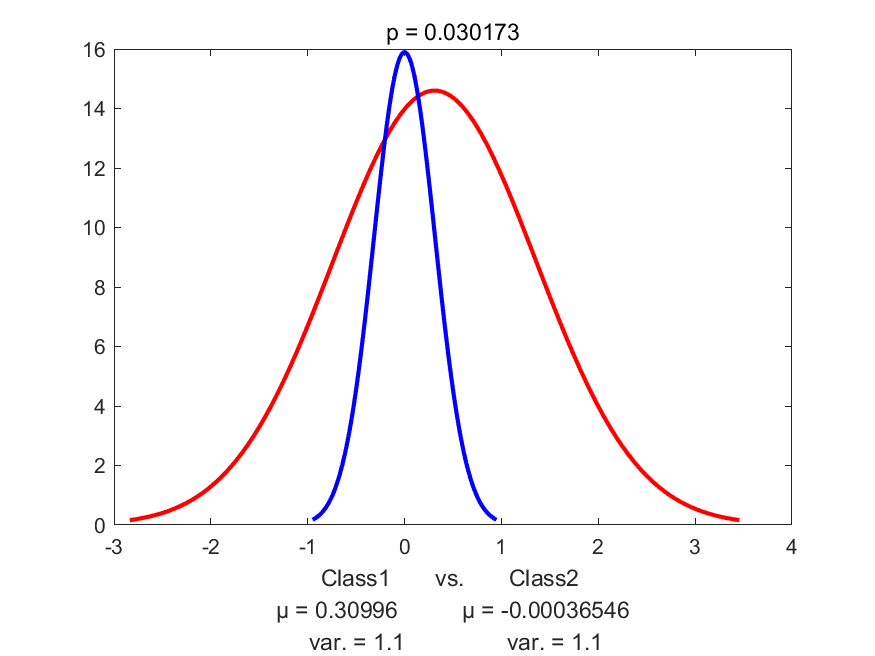 p = 0.030173
16
14
12
10
8
6
4
2
0
-3 -2 -1 0 1 2 3 4
Class1 vs. Class2
μ = 0.30996 μ = -0.00036546
var. = 1.1 var. = 1.1